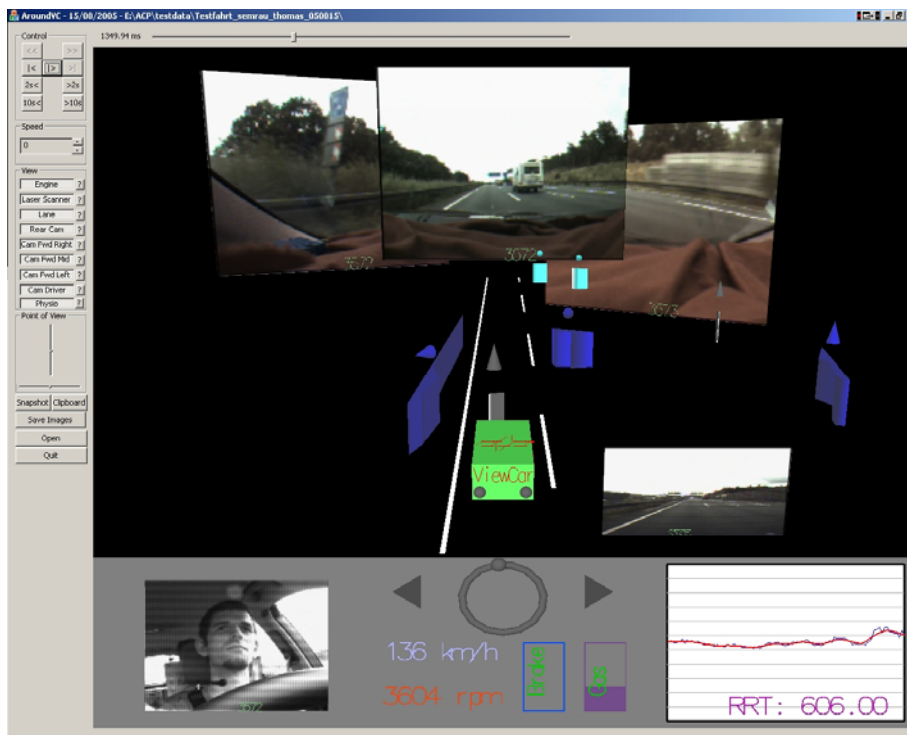 AroundVC - 15/08/2005 - E:\ACP\testdata\Testfahrt_semrau_thomas_050815\
Control
1349.94 ms
<< >>
|< |> >|
2s< >2s
10s< >10s
Speed
0
View
Engine ?
Laser Scanner ?
Lane ?
Rear Cam ?
Cam Fwd Right ?
Cam Fwd Mid ?
Cam Fwd Left ?
Cam Driver ?
Physio ?
Point of View
Snapshot Clipboard
Save Images
Open
Quit
3672
3672
3673
ViewCar
136 km/h
3604 rpm
Brake
Gas
3672
RRT: 606.00